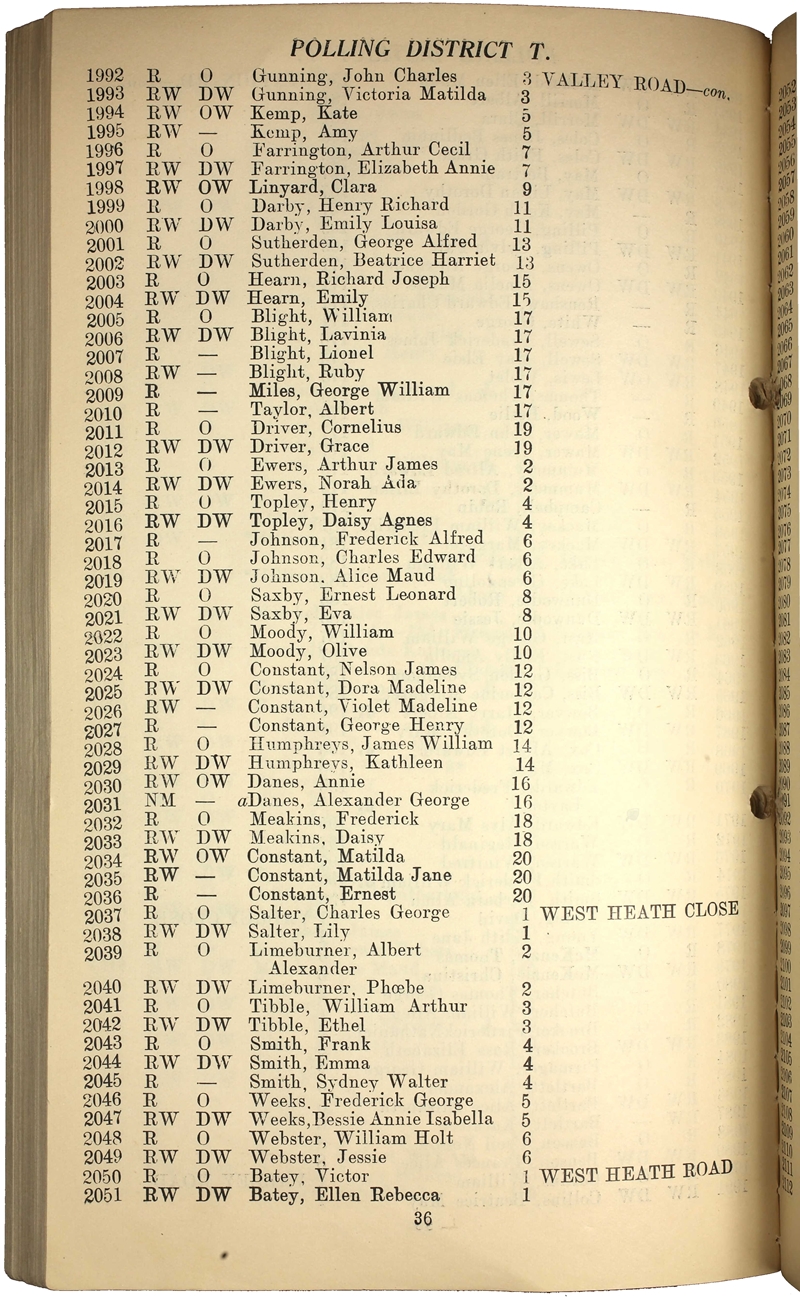 POLLING DISTRICT T.
1992 R O Gunning, John Charles 3 VALLEY ROAD—con.
1993 RW DW Gunning, Victoria Matilda 3
1994 RW OW Kemp, Kate 5
1995 RW — Kemp, Amy 5
1996 R O Farrington, Arthur Cecil 7
1997 RW DW Farrington, Elizabeth Annie 7
1998 RW OW Linyard, Clara 9
1999 R O Darby, Henry Richard 11
2000 RW DW Darby, Emily Louisa 11
2001 R O Sutherden, George Alfred 13
2002 RW DW Sutherden, Beatrice Harriet 13
2003 R O Hearn, Richard Joseph 15
2004 RW DW Hearn, Emily 15
2005 R O Blight, William 17
2006 RW DW Blight, Lavinia 17
2007 R — Blight, Lionel 17
2008 RW — Blight, Ruby 17
2009 R — Miles, George William 17
2010 R — Taylor, Albert 17
2011 R O Driver, Cornelius 19
2012 RW DW Driver, Grace 19
2013 R O Ewers, Arthur James 2
2014 RW DW Ewers, Norah Ada 2
2015 R O Topley, Henry 4
2016 RW DW Topley, Daisy Agnes 4
2017 R — Johnson, Frederick Alfred 6
2018 R O Johnson, Charles Edward 6
2019 RW DW Johnson, Alice Maud 6
2020 R O Saxby, Ernest Leonard 8
2021 RW DW Saxby, Eva 8
2022 R O Moody, William 10
2023 RW DW Moody, Olive 10
2024 R O Constant, Nelson James 12
2025 RW DW Constant, Dora Madeline 12
2026 RW — Constant, Violet Madeline 12
2027 R — Constant, George Henry 12
2028 R O Humphreys, James William 14
2029 RW DW Humphreys, Kathleen 14
2030 RW OW Danes, Annie 16
2031 NM — aDanes, Alexander George 16
2032 R O Meakins, Frederick 18
2033 RW DW Meakins, Daisy 18
2034 RW OW Constant, Matilda 20
2035 RW — Constant, Matilda Jane 20
2036 R — Constant, Ernest 20
2037 R O Salter, Charles George 1 WEST HEATH CLOSE
2038 RW DW Salter, Lily 1
2039 R O Limeburner, Albert 2
Alexander
2040 RW DW Limeburner, Phœbe 2
2041 R O Tibble, William Arthur 3
2042 RW DW Tibble, Ethel 3
2043 R O Smith, Frank 4
2044 RW DW Smith, Emma 4
2045 R — Smith, Sydney Walter 4
2046 R O Weeks, Frederick George 5
2047 RW DW Weeks,Bessie Annie Isabella 5
2048 R O Webster, William Holt 6
2049 RW DW Webster, Jessie 6
2050 R O Batey, Victor 1 WEST HEATH ROAD
2051 RW DW Batey, Ellen Rebecca 1
36